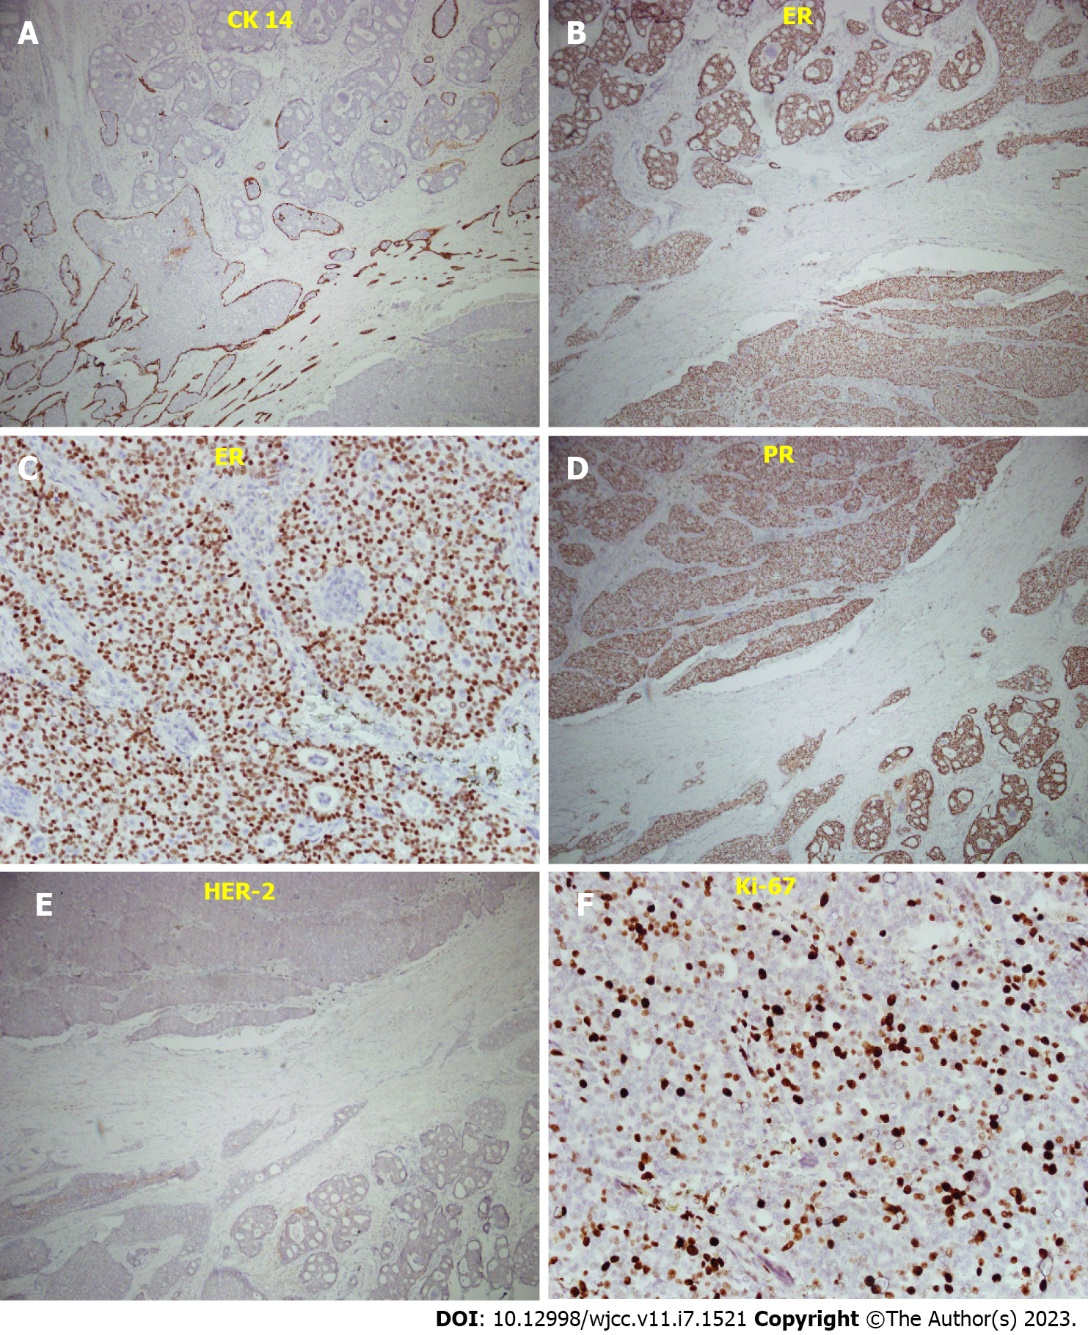 A CK 14
B ER
C ER
D PR
E HER-2
F Ki-67
DOI: 10.12998/wjcc.v11.i7.1521 Copyright ©The Author(s) 2023.